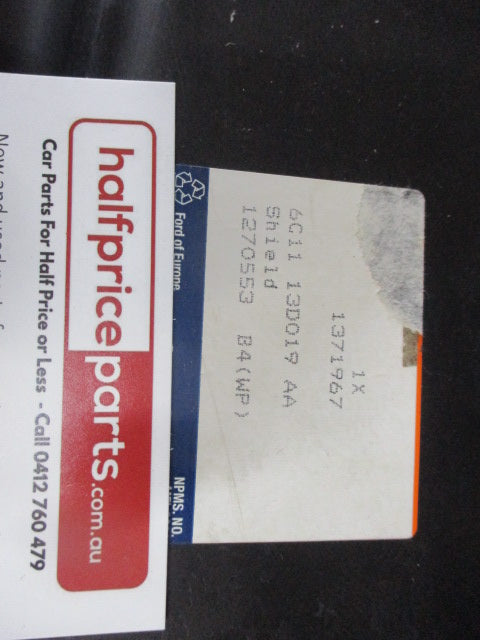 halfpriceparts.com.au
Car Parts For Half Price or Less - Call 0412 760 479
1X
1371967
6C11 13D019 AA
Shield
1270553 B4(WP)
Ford of Europe
NPMS. NO.